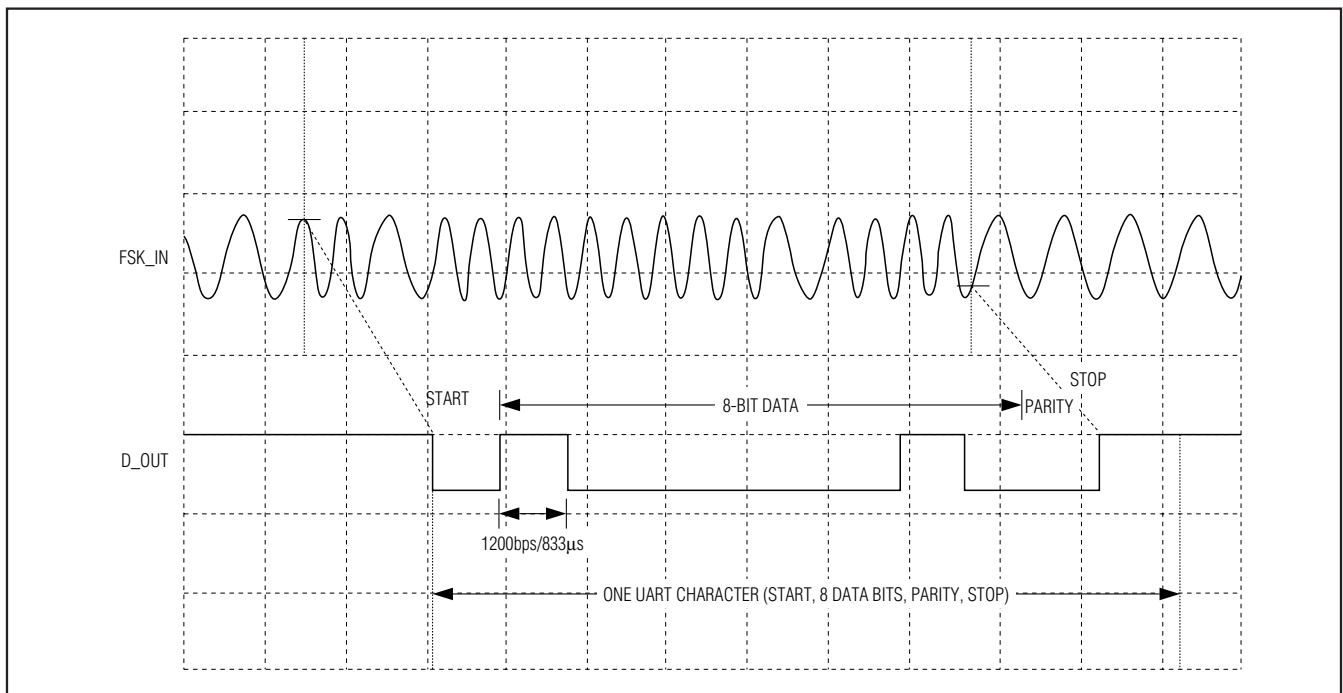 FSK_IN
START
STOP
8-BIT DATA
PARITY
D_OUT
1200bps/833μs
ONE UART CHARACTER (START, 8 DATA BITS, PARITY, STOP)